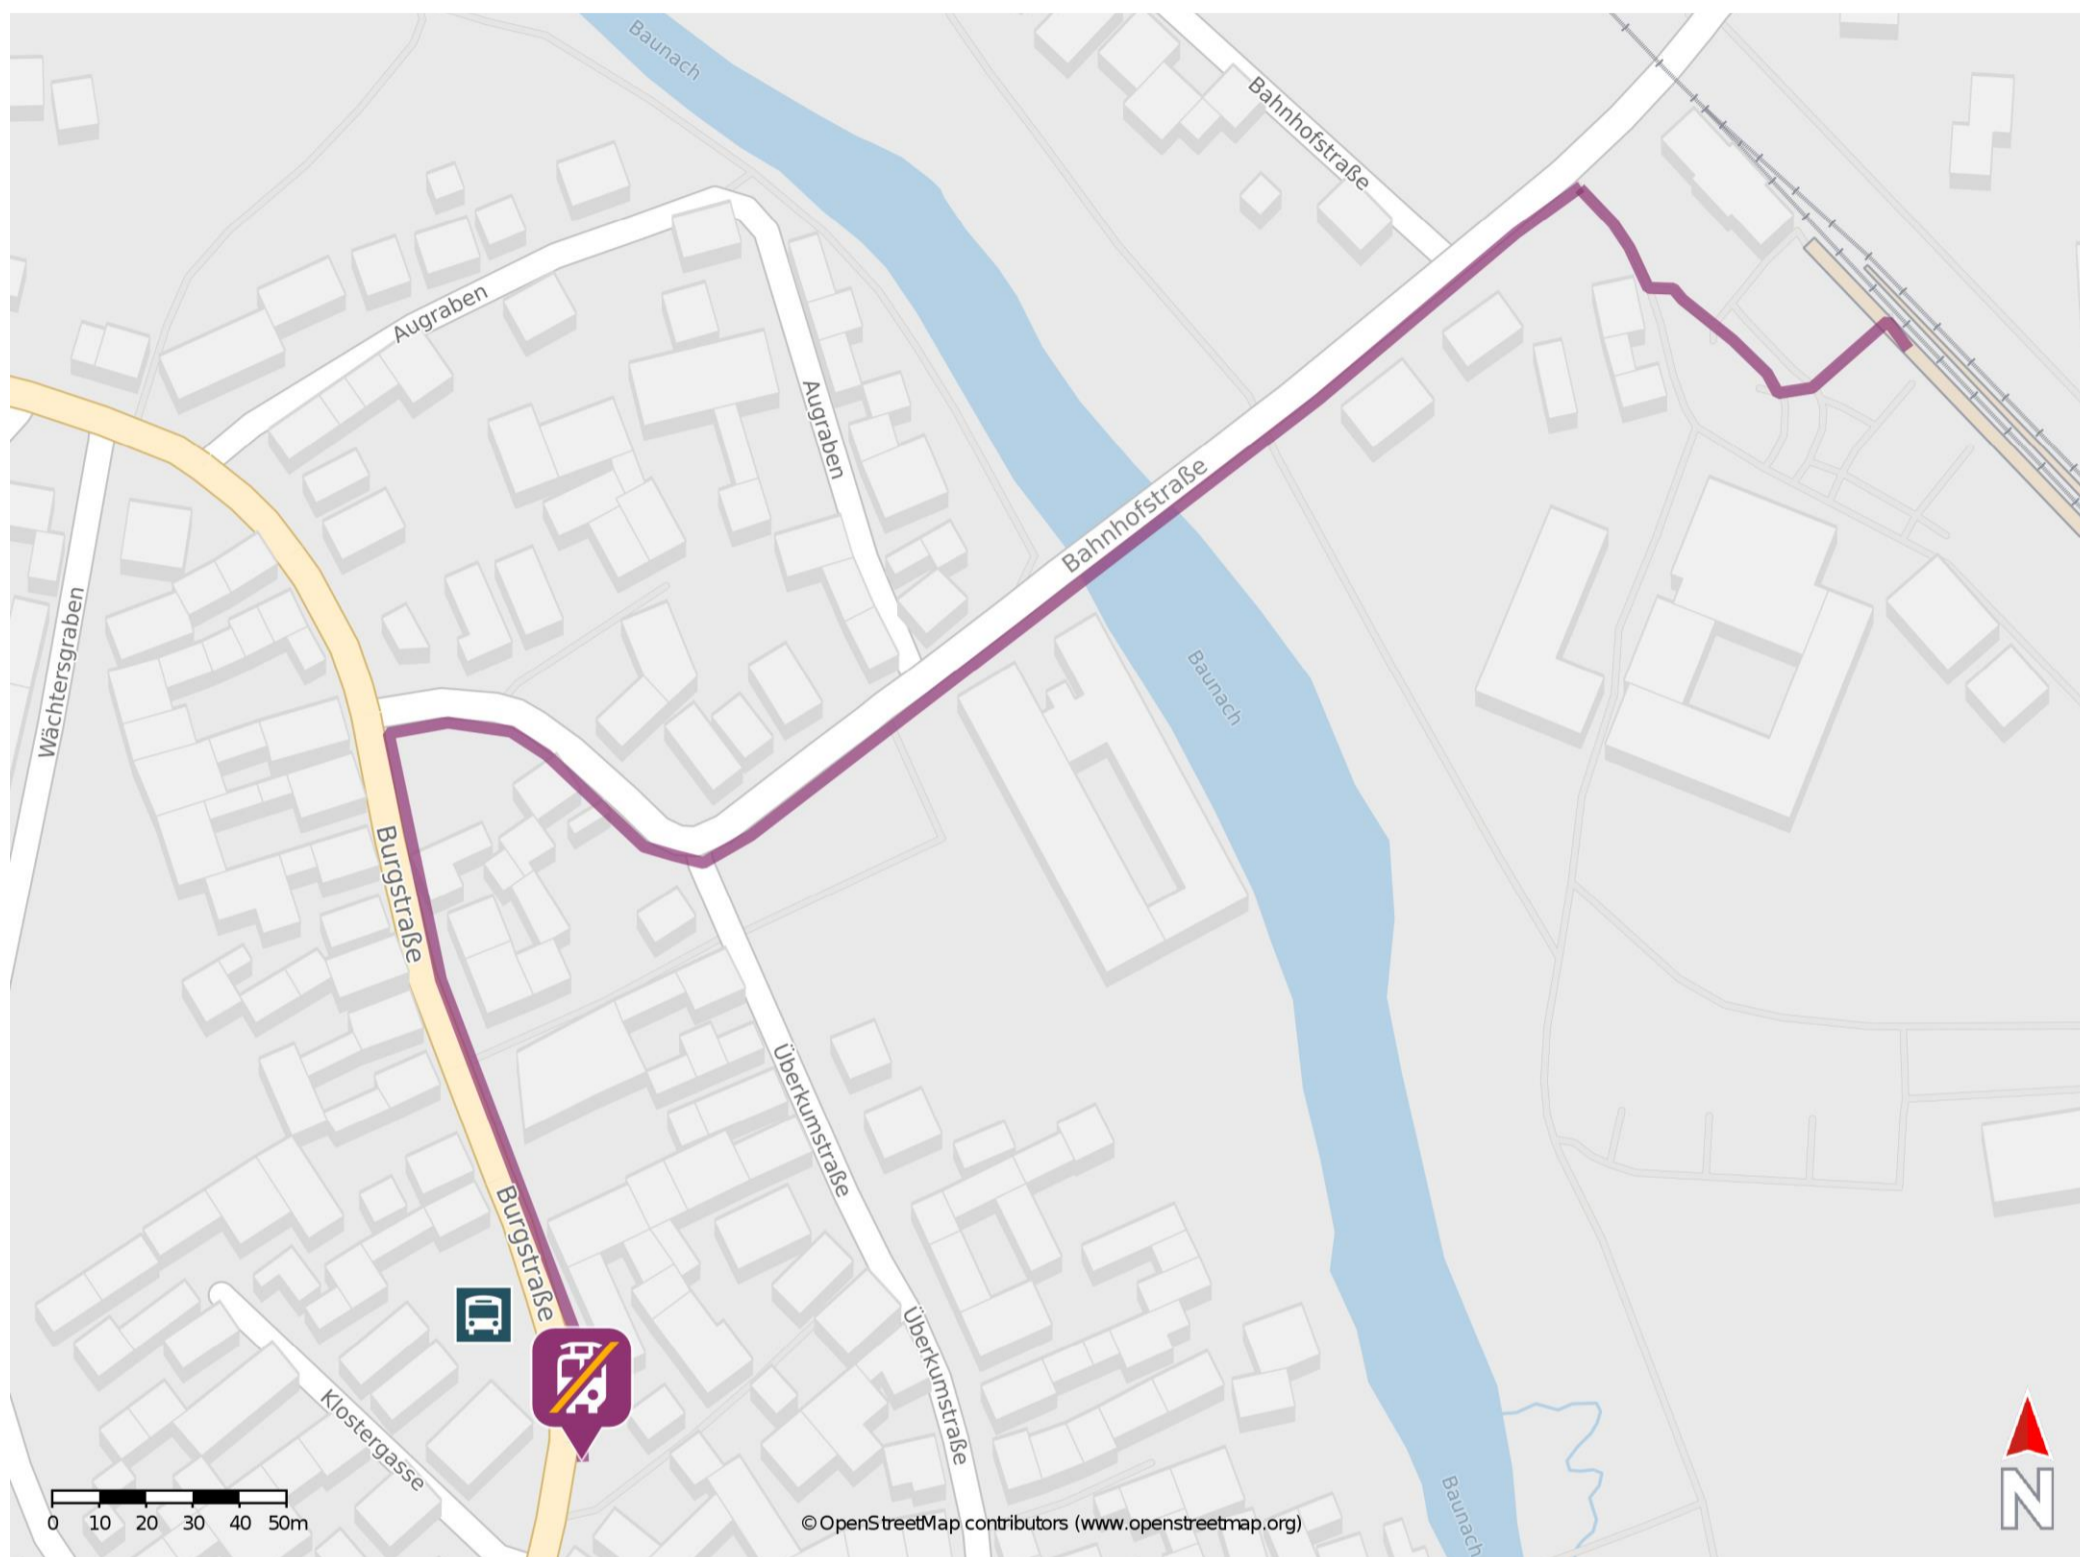 Baunach
Bahnhofstraße
Augraben
Augraben
Bahnhofstraße
Wächtersgraben
Baunach
Burgstraße
Überkumstraße
Burgstraße
Überkumstraße
Klostergasse
Baunach
N
0 10 20 30 40 50m
© OpenStreetMap contributors (www.openstreetmap.org)